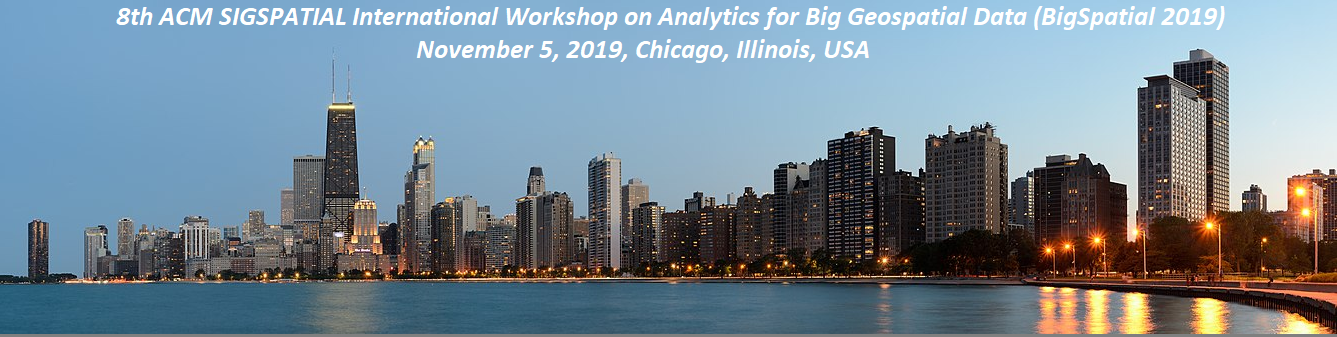 8th ACM SIGSPATIAL International Workshop on Analytics for Big Geospatial Data (BigSpatial 2019)
November 5, 2019, Chicago, Illinois, USA